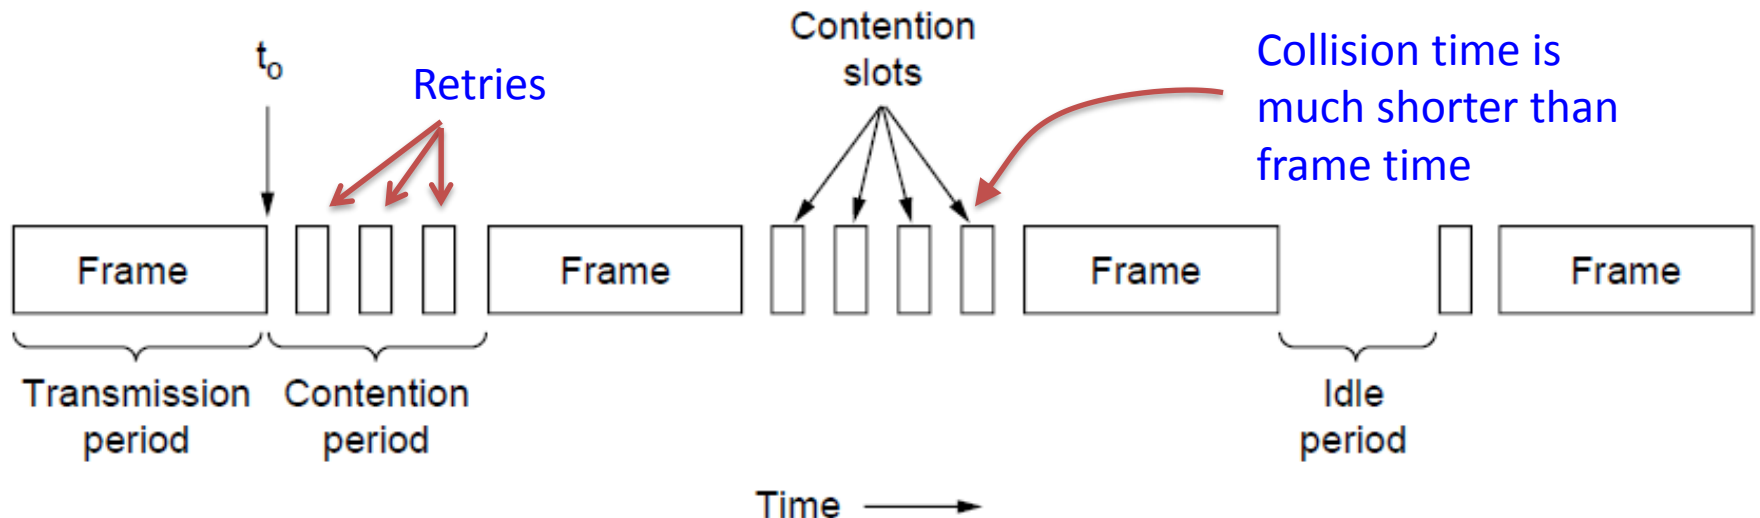 t₀
Retries
Contention
slots
Collision time is
much shorter than
frame time
Frame
Frame
Frame
Frame
Transmission
period
Contention
period
Idle
period
Time